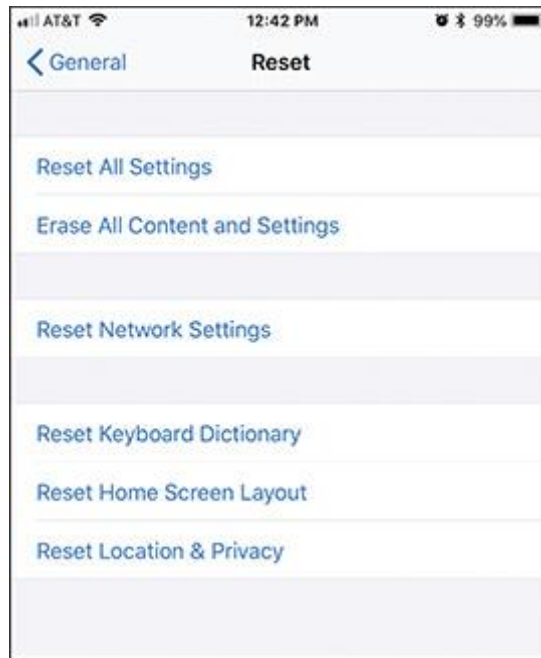 AT&T 12:42 PM 99%
General Reset
Reset All Settings
Erase All Content and Settings
Reset Network Settings
Reset Keyboard Dictionary
Reset Home Screen Layout
Reset Location & Privacy